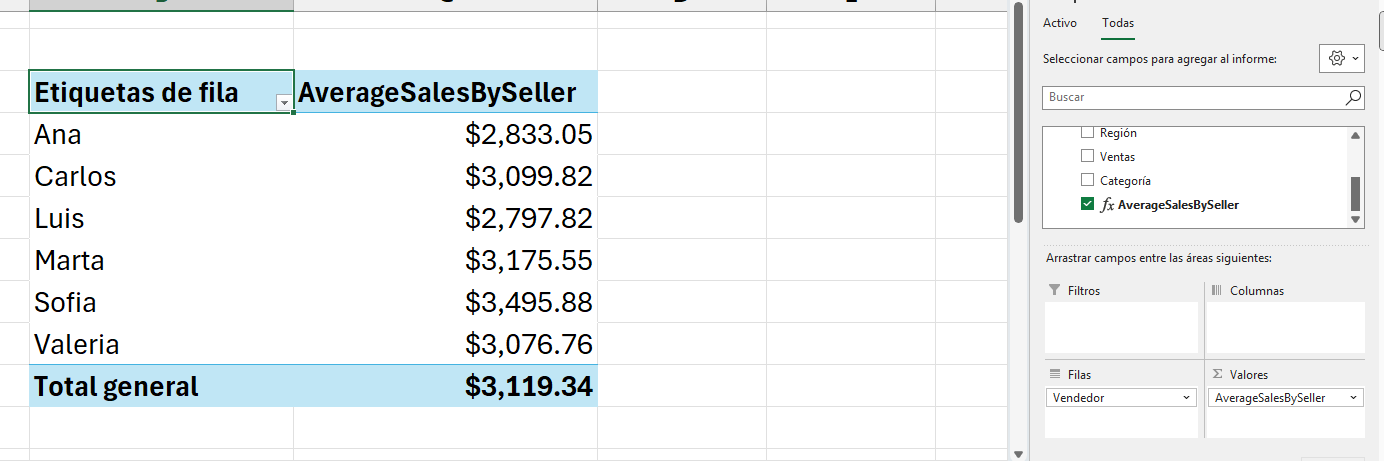 Activo Todas
Seleccionar campos para agregar al informe:
Buscar
Región
Ventas
Categoría
fx AverageSalesBySeller
Arrastrar campos entre las áreas siguientes:
Filtros Columnas
Filas Σ Valores
Vendedor AverageSalesBySeller
Etiquetas de fila AverageSalesBySeller
Ana $2,833.05
Carlos $3,099.82
Luis $2,797.82
Marta $3,175.55
Sofia $3,495.88
Valeria $3,076.76
Total general $3,119.34